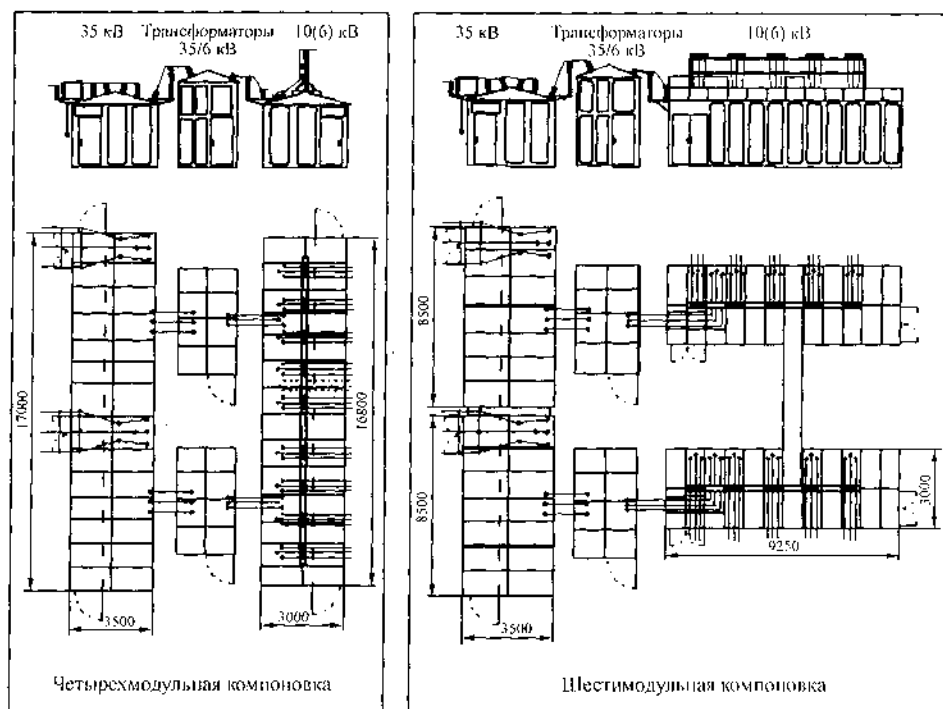 35 кВ Трансформаторы 10(6) кВ
35/6 кВ
17000
16800
3500
3000
Четырехмодульная компоновка
35 кВ Трансформаторы 10(6) кВ
35/6 кВ
8500
8500
3000
9250
3500
Шестимодульная компоновка